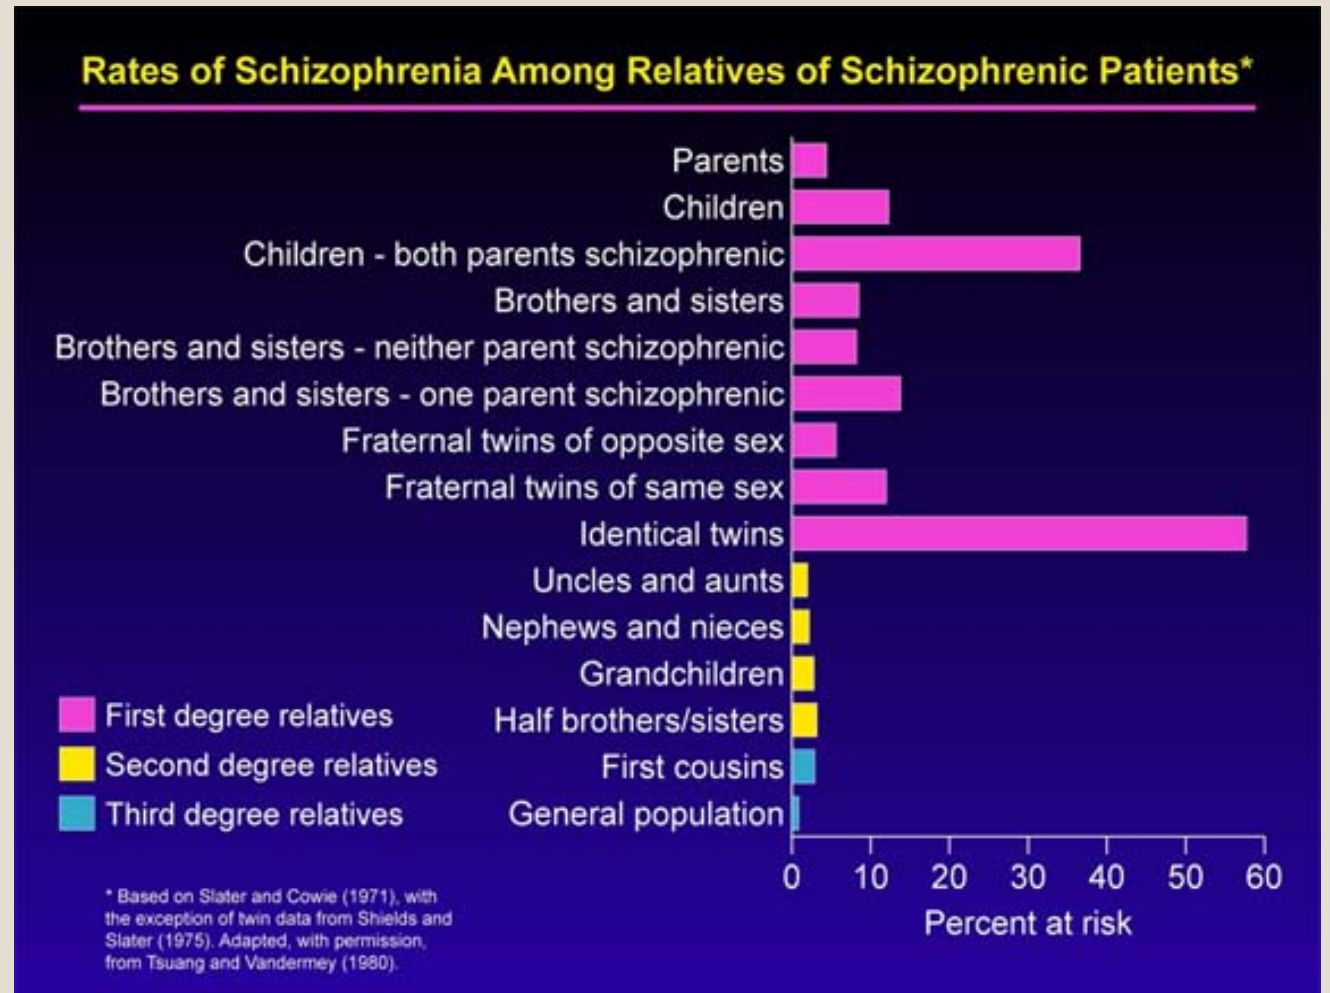 Rates of Schizophrenia Among Relatives of Schizophrenic Patients*
Parents
Children
Children - both parents schizophrenic
Brothers and sisters
Brothers and sisters - neither parent schizophrenic
Brothers and sisters - one parent schizophrenic
Fraternal twins of opposite sex
Fraternal twins of same sex
Identical twins
Uncles and aunts
Nephews and nieces
Grandchildren
Half brothers/sisters
First cousins
General population
0 10 20 30 40 50 60
Percent at risk
First degree relatives
Second degree relatives
Third degree relatives
* Based on Slater and Cowie (1971), with
the exception of twin data from Shields and
Slater (1975). Adapted, with permission,
from Tsuang and Vandermey (1980).